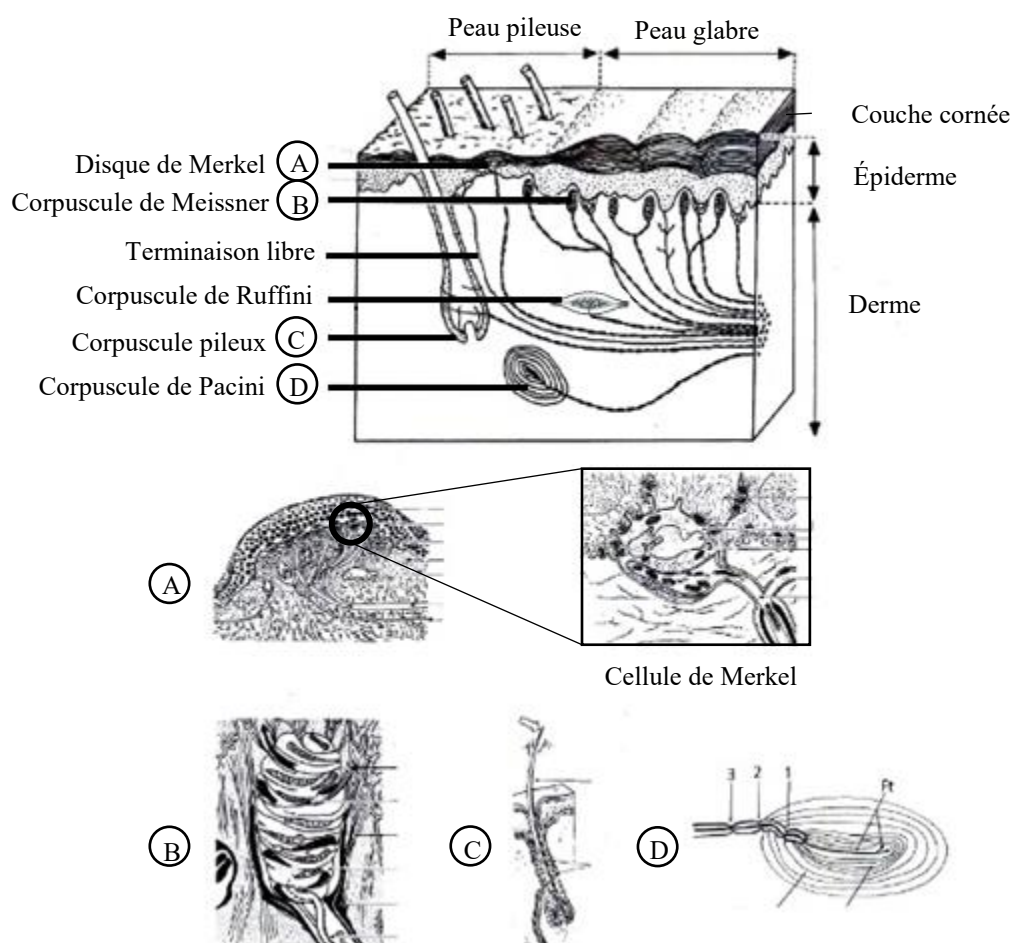 Peau pileuse
Peau glabre
Couche cornée
Disque de Merkel A
Épiderme
Corpuscule de Meissner B
Terminaison libre
Corpuscule de Ruffini
Derme
Corpuscule pileux C
Corpuscule de Pacini D
A
Cellule de Merkel
3 2 1 Ft
B
C
D